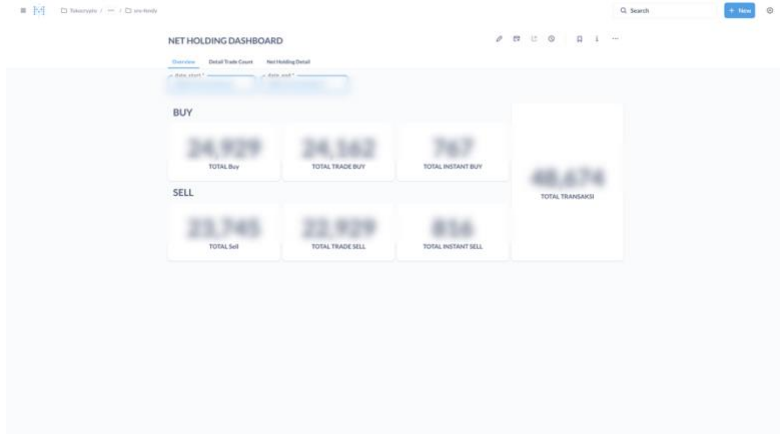 Tokocrypto / ... /
Search
+ New
NET HOLDING DASHBOARD
Overview
Detail Trade Count
Net Holding Detail
date_start *
date_end *
BUY
24,929
TOTAL Buy
24,162
TOTAL TRADE BUY
767
TOTAL INSTANT BUY
48,674
TOTAL TRANSAKSI
SELL
23,745
TOTAL Sell
22,929
TOTAL TRADE SELL
816
TOTAL INSTANT SELL